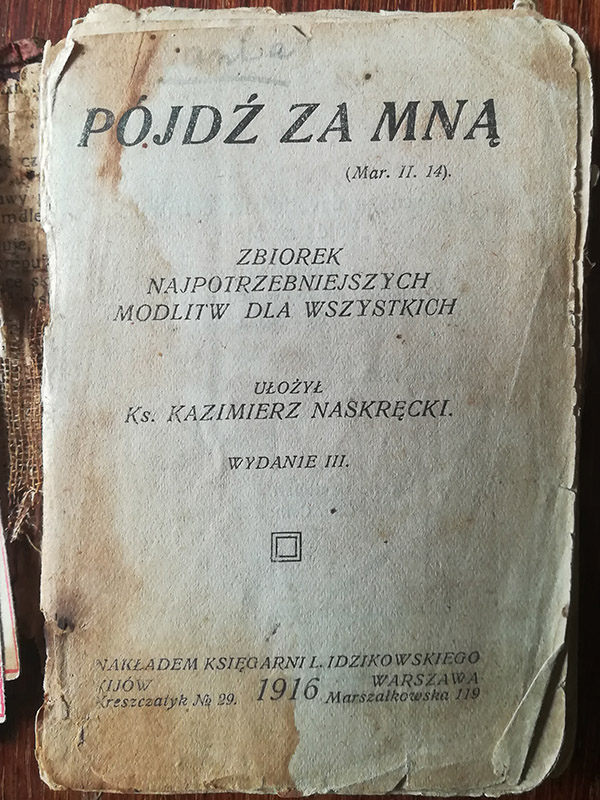 PÓJDŹ ZA MNĄ
(Mar. II. 14).
ZBIOREK
NAJPOTRZEBNIEJSZYCH
MODLITW DLA WSZYSTKICH
UŁOŻYŁ
Ks. KAZIMIERZ NASKRĘCKI.
WYDANIE III.
NAKŁADEM KSIĘGARNI L. IDZIKOWSKIEGO
KIJÓW 1916 WARSZAWA
Kreszczatyk № 29. Marszałkowska 119